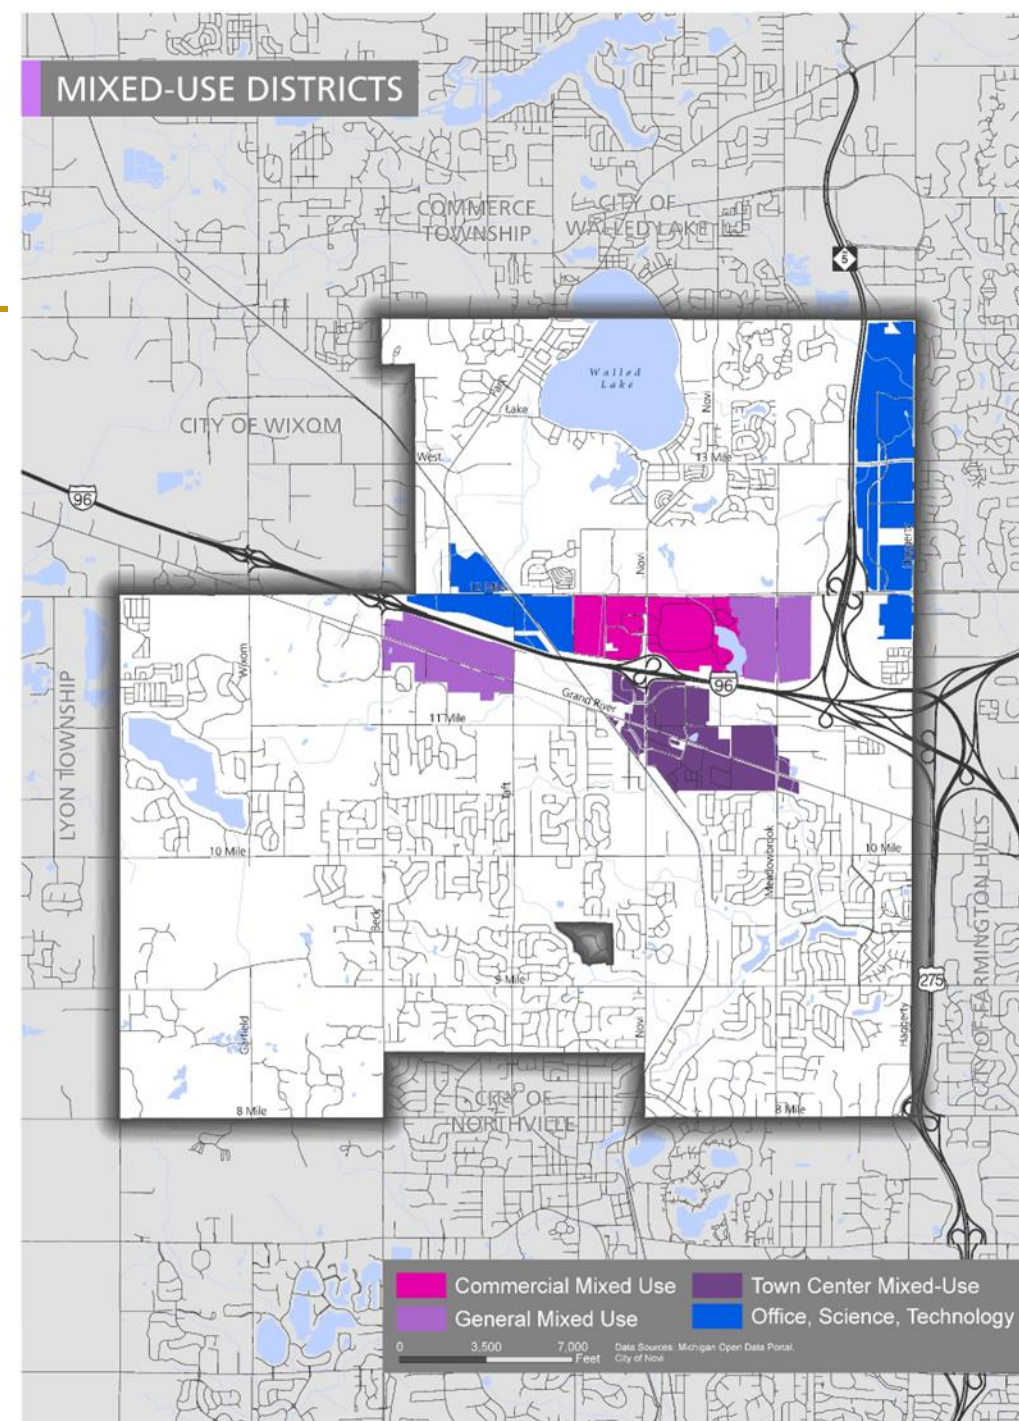 MIXED-USE DISTRICTS
COMMERCE
TOWNSHIP
CITY OF
WALLED LAKE
5
Walled
Lake
Park
Novi
Lake
CITY OF WIXOM
West
13 Mile
96
Haggerty
Novi
12 Mile
LYON TOWNSHIP
Wixom
96
Grand River
11 Mile
Taft
10 Mile
10 Mile
Meadowbrook
CITY OF FARMINGTON HILLS
Beck
9 Mile
275
Garfield
Novi
Haggerty
8 Mile
CITY OF
NORTHVILLE
8 Mile
Commercial Mixed Use
Town Center Mixed-Use
General Mixed Use
Office, Science, Technology
0 3,500 7,000
Feet
Data Sources: Michigan Open Data Portal,
City of Novi